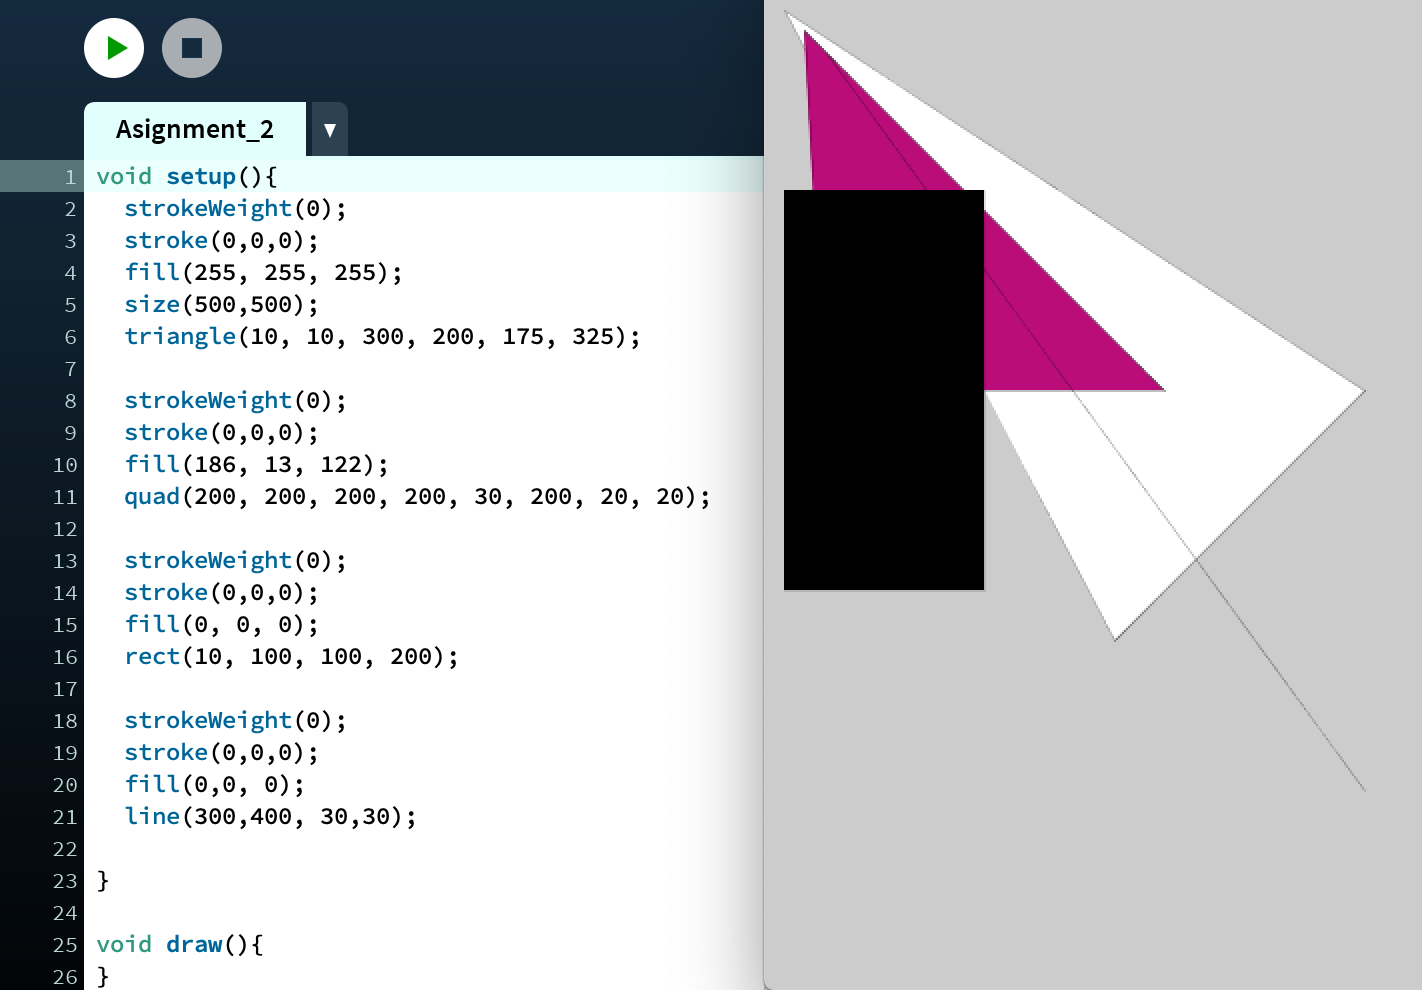 Asignment_2 ▼
1 void setup(){
2 strokeWeight(0);
3 stroke(0,0,0);
4 fill(255, 255, 255);
5 size(500,500);
6 triangle(10, 10, 300, 200, 175, 325);
7
8 strokeWeight(0);
9 stroke(0,0,0);
10 fill(186, 13, 122);
11 quad(200, 200, 200, 200, 30, 200, 20, 20);
12
13 strokeWeight(0);
14 stroke(0,0,0);
15 fill(0, 0, 0);
16 rect(10, 100, 100, 200);
17
18 strokeWeight(0);
19 stroke(0,0,0);
20 fill(0,0, 0);
21 line(300,400, 30,30);
22
23 }
24
25 void draw(){
26 }